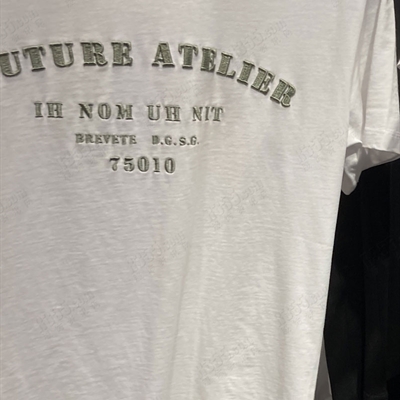 UTURE ATELIER
IH NOM UH NIT
BREVETE D.G.S.G.
75010